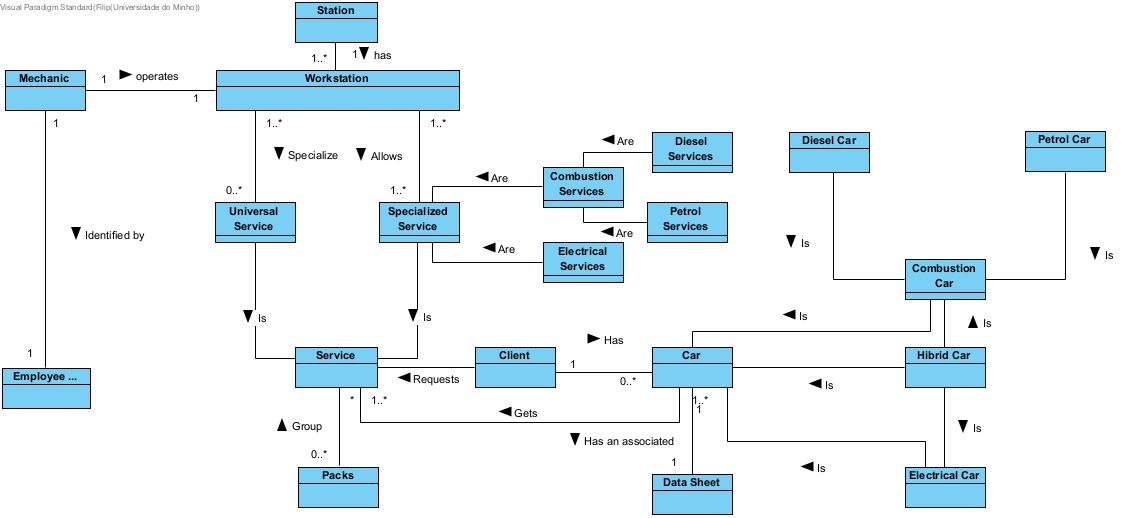 Visual Paradigm Standard(Filip(Universidade do Minho))
Station
1..*
1
has
Mechanic
1
operates
1
Workstation
1
1..*
Specialize
0..*
1..*
Allows
1..*
Universal
Service
Specialized
Service
Are
Combustion
Services
Are
Diesel
Services
Are
Petrol
Services
Are
Electrical
Services
Diesel Car
Petrol Car
Is
Is
Combustion
Car
Identified by
1
Employee ...
Is
Is
Is
Is
Service
Requests
Client
1
Has
0..*
Car
Is
Hibrid Car
*
1..*
Gets
1..*
1
Group
0..*
Has an associated
1
Is
Is
Packs
Data Sheet
Electrical Car